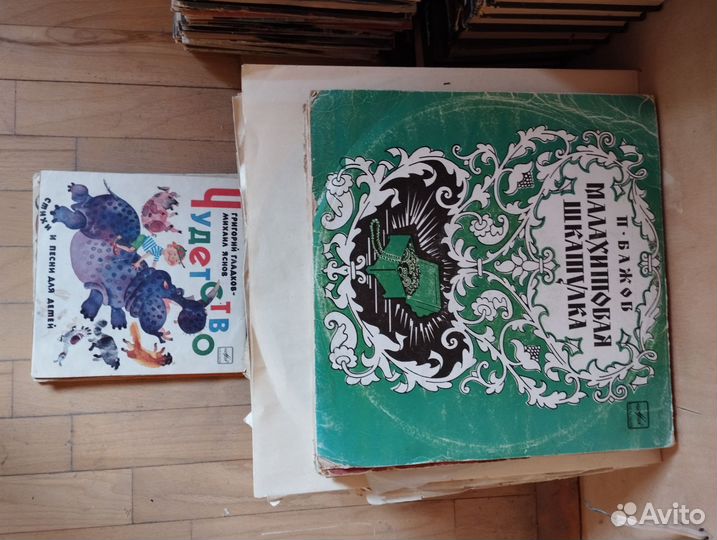 ГРИГОРИЙ ГЛАДКОВ-
МИХАИЛ ЯСНОВ
Чудетство
СТИХИ И ПЕСНИ ДЛЯ ДЕТЕЙ
П. БАЖОВ
МАЛАХИТОВАЯ
ШКАТУЛКА
Avito